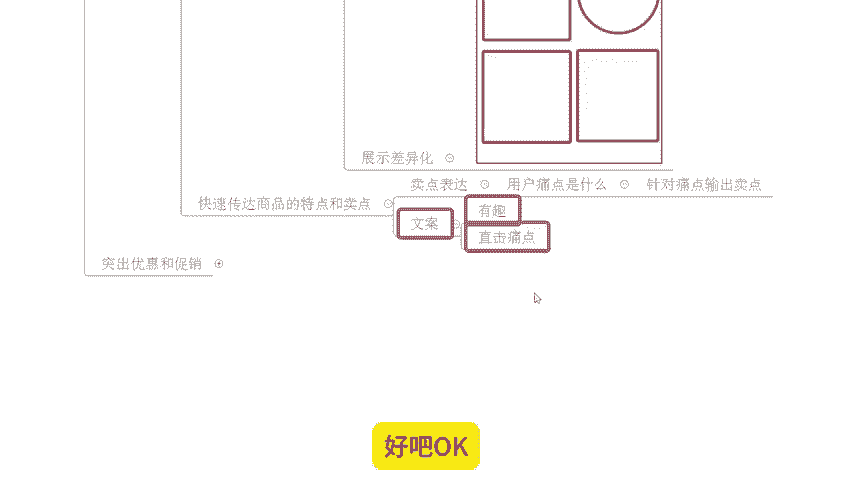 展示差异化
卖点表达 用户痛点是什么 针对痛点输出卖点
快速传达商品的特点和卖点
有趣
文案
直击痛点
突出优惠和促销
好吧OK